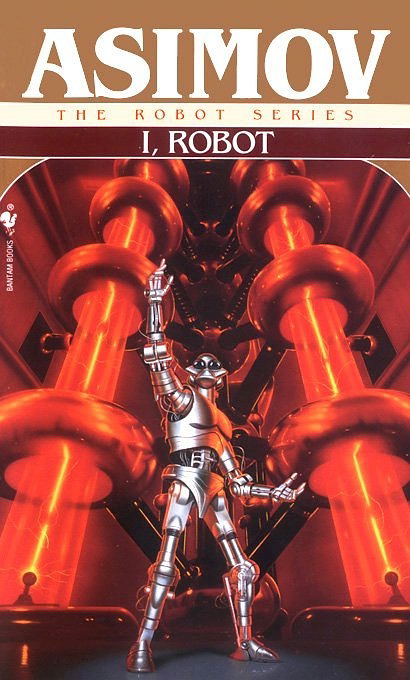 ASIMOV
THE ROBOT SERIES
I, ROBOT
BANTAM BOOKS